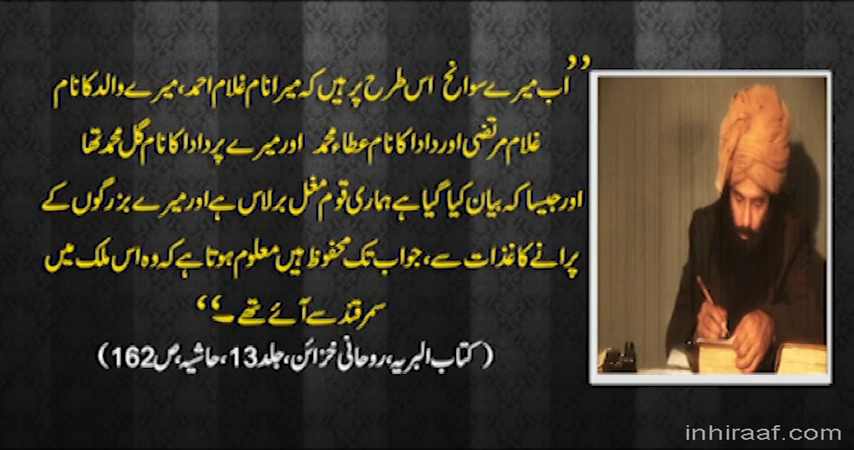 ”اب میرے سوانح اس طرح پر ہیں کہ میرا نام غلام احمد، میرے والد کا نام
غلام مرتضی اور دادا کا نام عطاء محمد اور میرے پردادا کا نام گل محمد تھا
اور جیسا کہ بیان کیا گیا ہے ہماری قوم مغل برلاس ہے اور میرے بزرگوں کے
پرانے کاغذات سے، جو اب تک محفوظ ہیں معلوم ہوتا ہے کہ وہ اس ملک میں
سمرقند سے آئے تھے۔“
(کتاب البریہ، روحانی خزائن، جلد 13، حاشیہ، ص 162)
inhiraaf.com